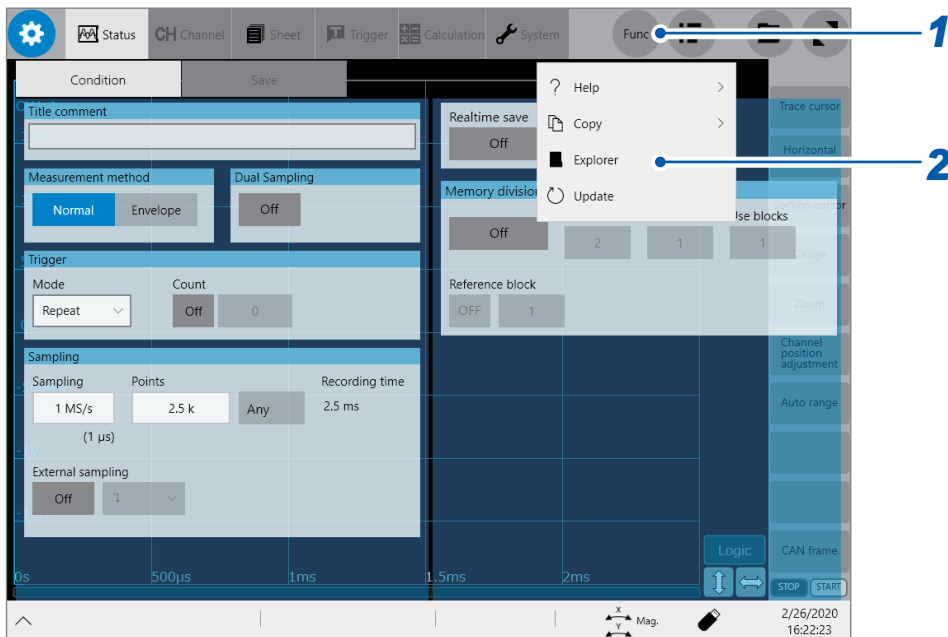 Status
CH Channel
Sheet
Trigger
Calculation
System
Func
1
Condition
Save
Help
Copy
Explorer
Update
2
Title comment
Realtime save
Off
Trace cursor
Horizontal
Section cursor
Gauge
Zoom
Channel
position
adjustment
Auto range
CAN frame
STOP START
Measurement method
Normal Envelope
Dual Sampling
Off
Memory division
Off
2 1 1
Use blocks
Reference block
OFF 1
Trigger
Mode Count
Repeat Off 0
Sampling
Sampling Points Recording time
1 MS/s 2.5 k Any 2.5 ms
(1 μs)
External sampling
Off
Logic
0s 500μs 1ms 1.5ms 2ms
X
Y
Mag.
2/26/2020
16:22:23